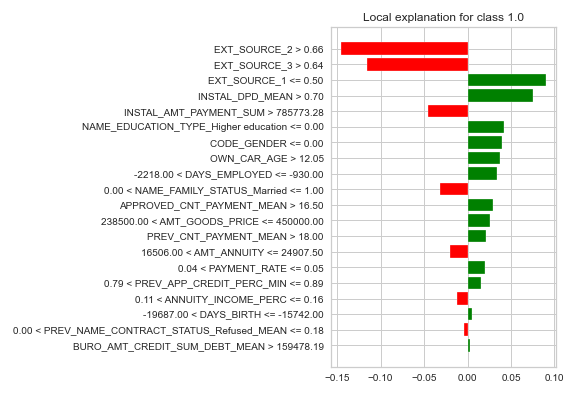 Local explanation for class 1.0
EXT_SOURCE_2 > 0.66
EXT_SOURCE_3 > 0.64
EXT_SOURCE_1 <= 0.50
INSTAL_DPD_MEAN > 0.70
INSTAL_AMT_PAYMENT_SUM > 785773.28
NAME_EDUCATION_TYPE_Higher education <= 0.00
CODE_GENDER <= 0.00
OWN_CAR_AGE > 12.05
-2218.00 < DAYS_EMPLOYED <= -930.00
0.00 < NAME_FAMILY_STATUS_Married <= 1.00
APPROVED_CNT_PAYMENT_MEAN > 16.50
238500.00 < AMT_GOODS_PRICE <= 450000.00
PREV_CNT_PAYMENT_MEAN > 18.00
16506.00 < AMT_ANNUITY <= 24907.50
0.04 < PAYMENT_RATE <= 0.05
0.79 < PREV_APP_CREDIT_PERC_MIN <= 0.89
0.11 < ANNUITY_INCOME_PERC <= 0.16
-19687.00 < DAYS_BIRTH <= -15742.00
0.00 < PREV_NAME_CONTRACT_STATUS_Refused_MEAN <= 0.18
BURO_AMT_CREDIT_SUM_DEBT_MEAN > 159478.19
−0.15 −0.10 −0.05 0.00 0.05 0.10